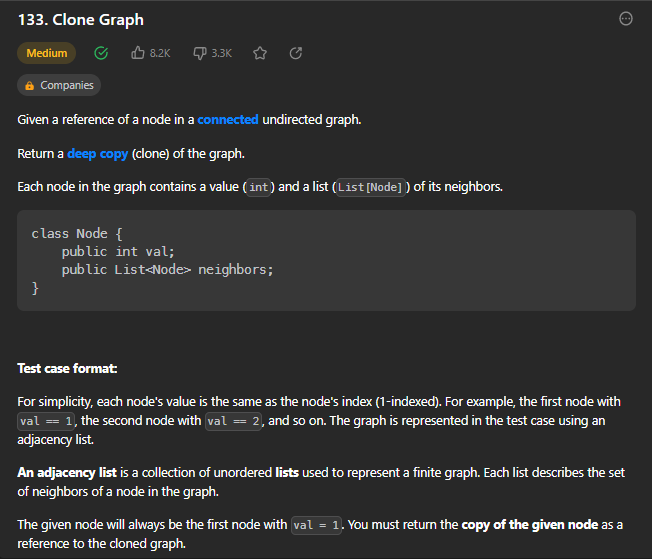 133. Clone Graph
Medium 8.2K 3.3K
Companies
Given a reference of a node in a connected undirected graph.
Return a deep copy (clone) of the graph.
Each node in the graph contains a value (int) and a list (List[Node]) of its neighbors.
class Node {
    public int val;
    public List<Node> neighbors;
}
Test case format:
For simplicity, each node's value is the same as the node's index (1-indexed). For example, the first node with
val == 1, the second node with val == 2, and so on. The graph is represented in the test case using an
adjacency list.
An adjacency list is a collection of unordered lists used to represent a finite graph. Each list describes the set
of neighbors of a node in the graph.
The given node will always be the first node with val = 1. You must return the copy of the given node as a
reference to the cloned graph.